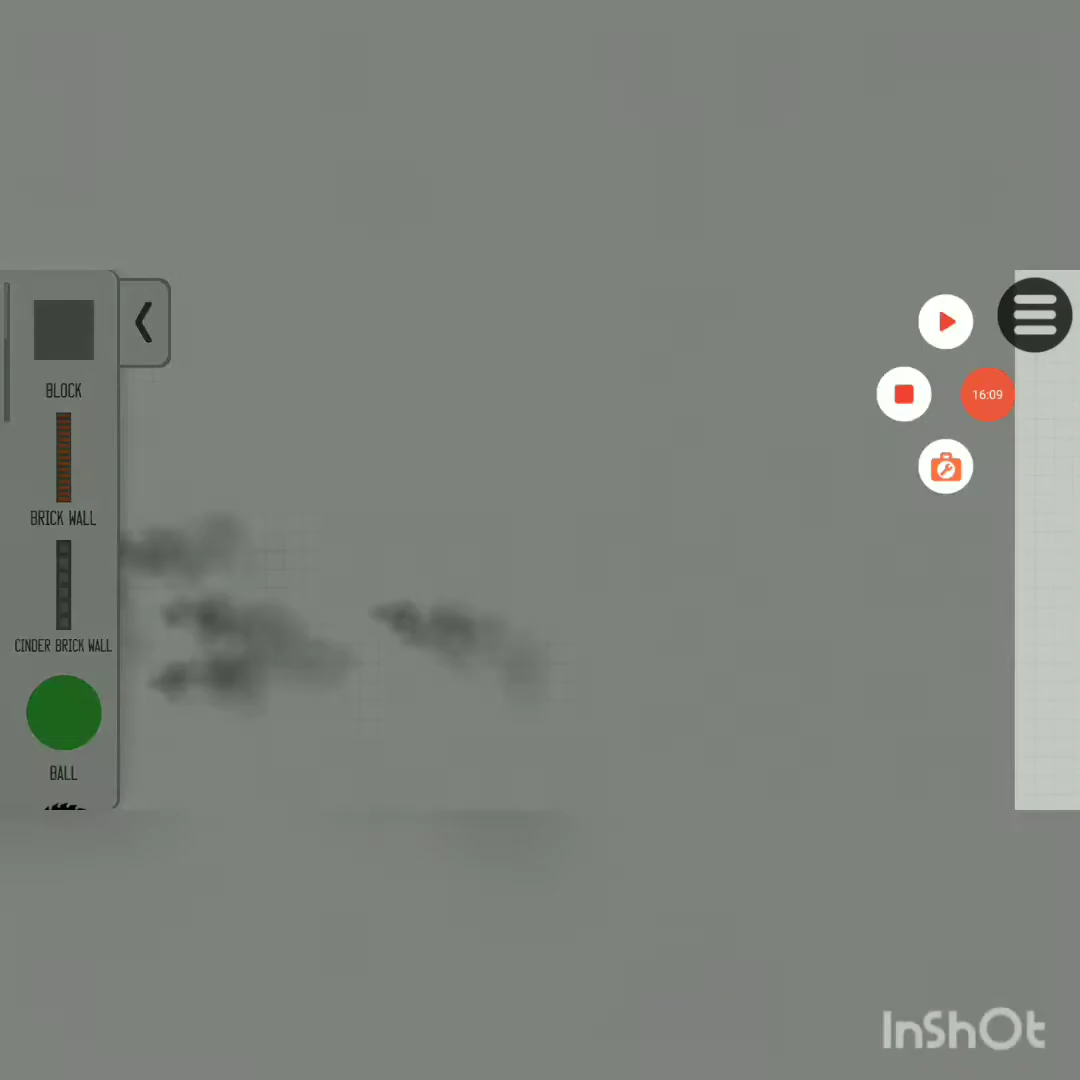 BLOCK
BRICK WALL
CINDER BRICK WALL
BALL
16:09
InShOt